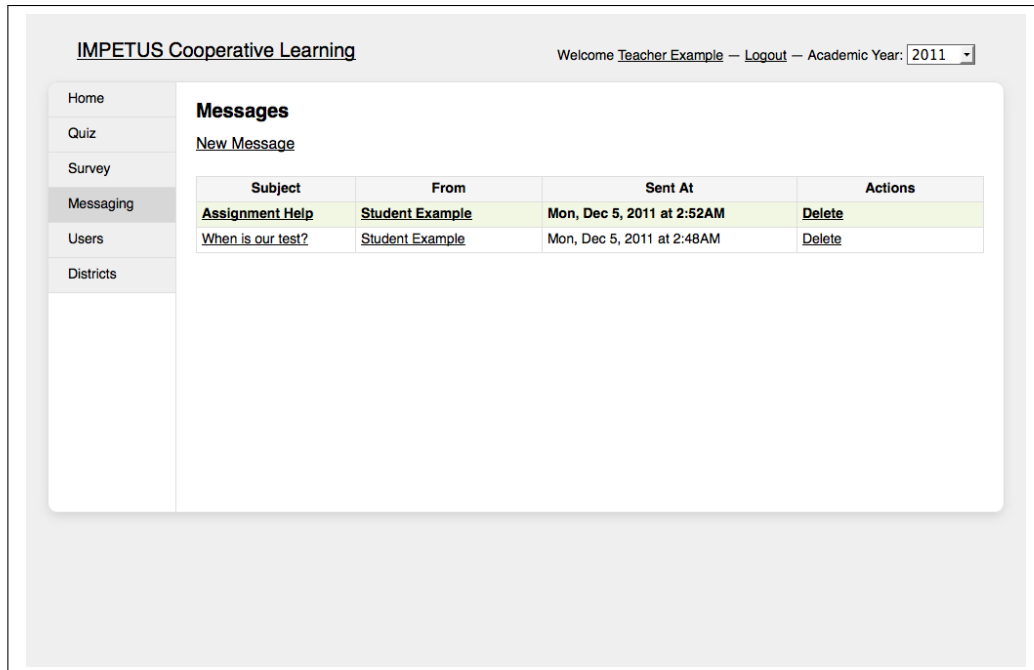 IMPETUS Cooperative Learning
Welcome Teacher Example — Logout — Academic Year: 2011
Home
Quiz
Survey
Messaging
Users
Districts
Messages
New Message
Subject From Sent At Actions
Assignment Help Student Example Mon, Dec 5, 2011 at 2:52AM Delete
When is our test? Student Example Mon, Dec 5, 2011 at 2:48AM Delete